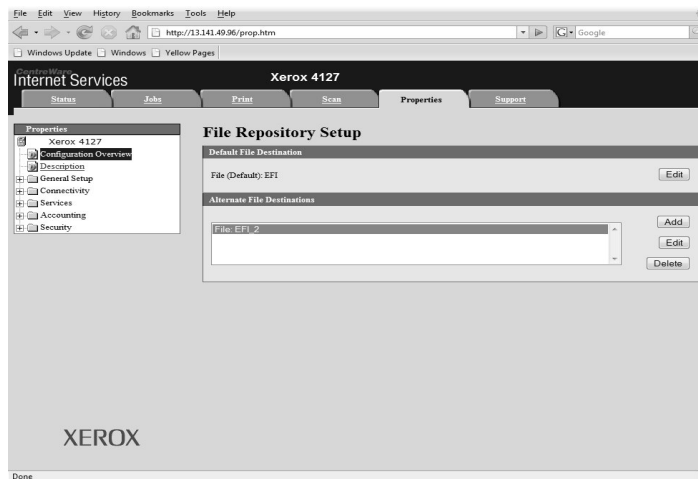 File Edit View History Bookmarks Tools Help
http://13.141.49.96/prop.htm
G Google
Windows Update Windows Yellow Pages
CentreWare
Internet Services
Xerox 4127
Status Jobs Print Scan Properties Support
Properties
Xerox 4127
Configuration Overview
Description
General Setup
Connectivity
Services
Accounting
Security
File Repository Setup
Default File Destination
File (Default): EFI
Edit
Alternate File Destinations
File: EFI_2
Add
Edit
Delete
XEROX
Done